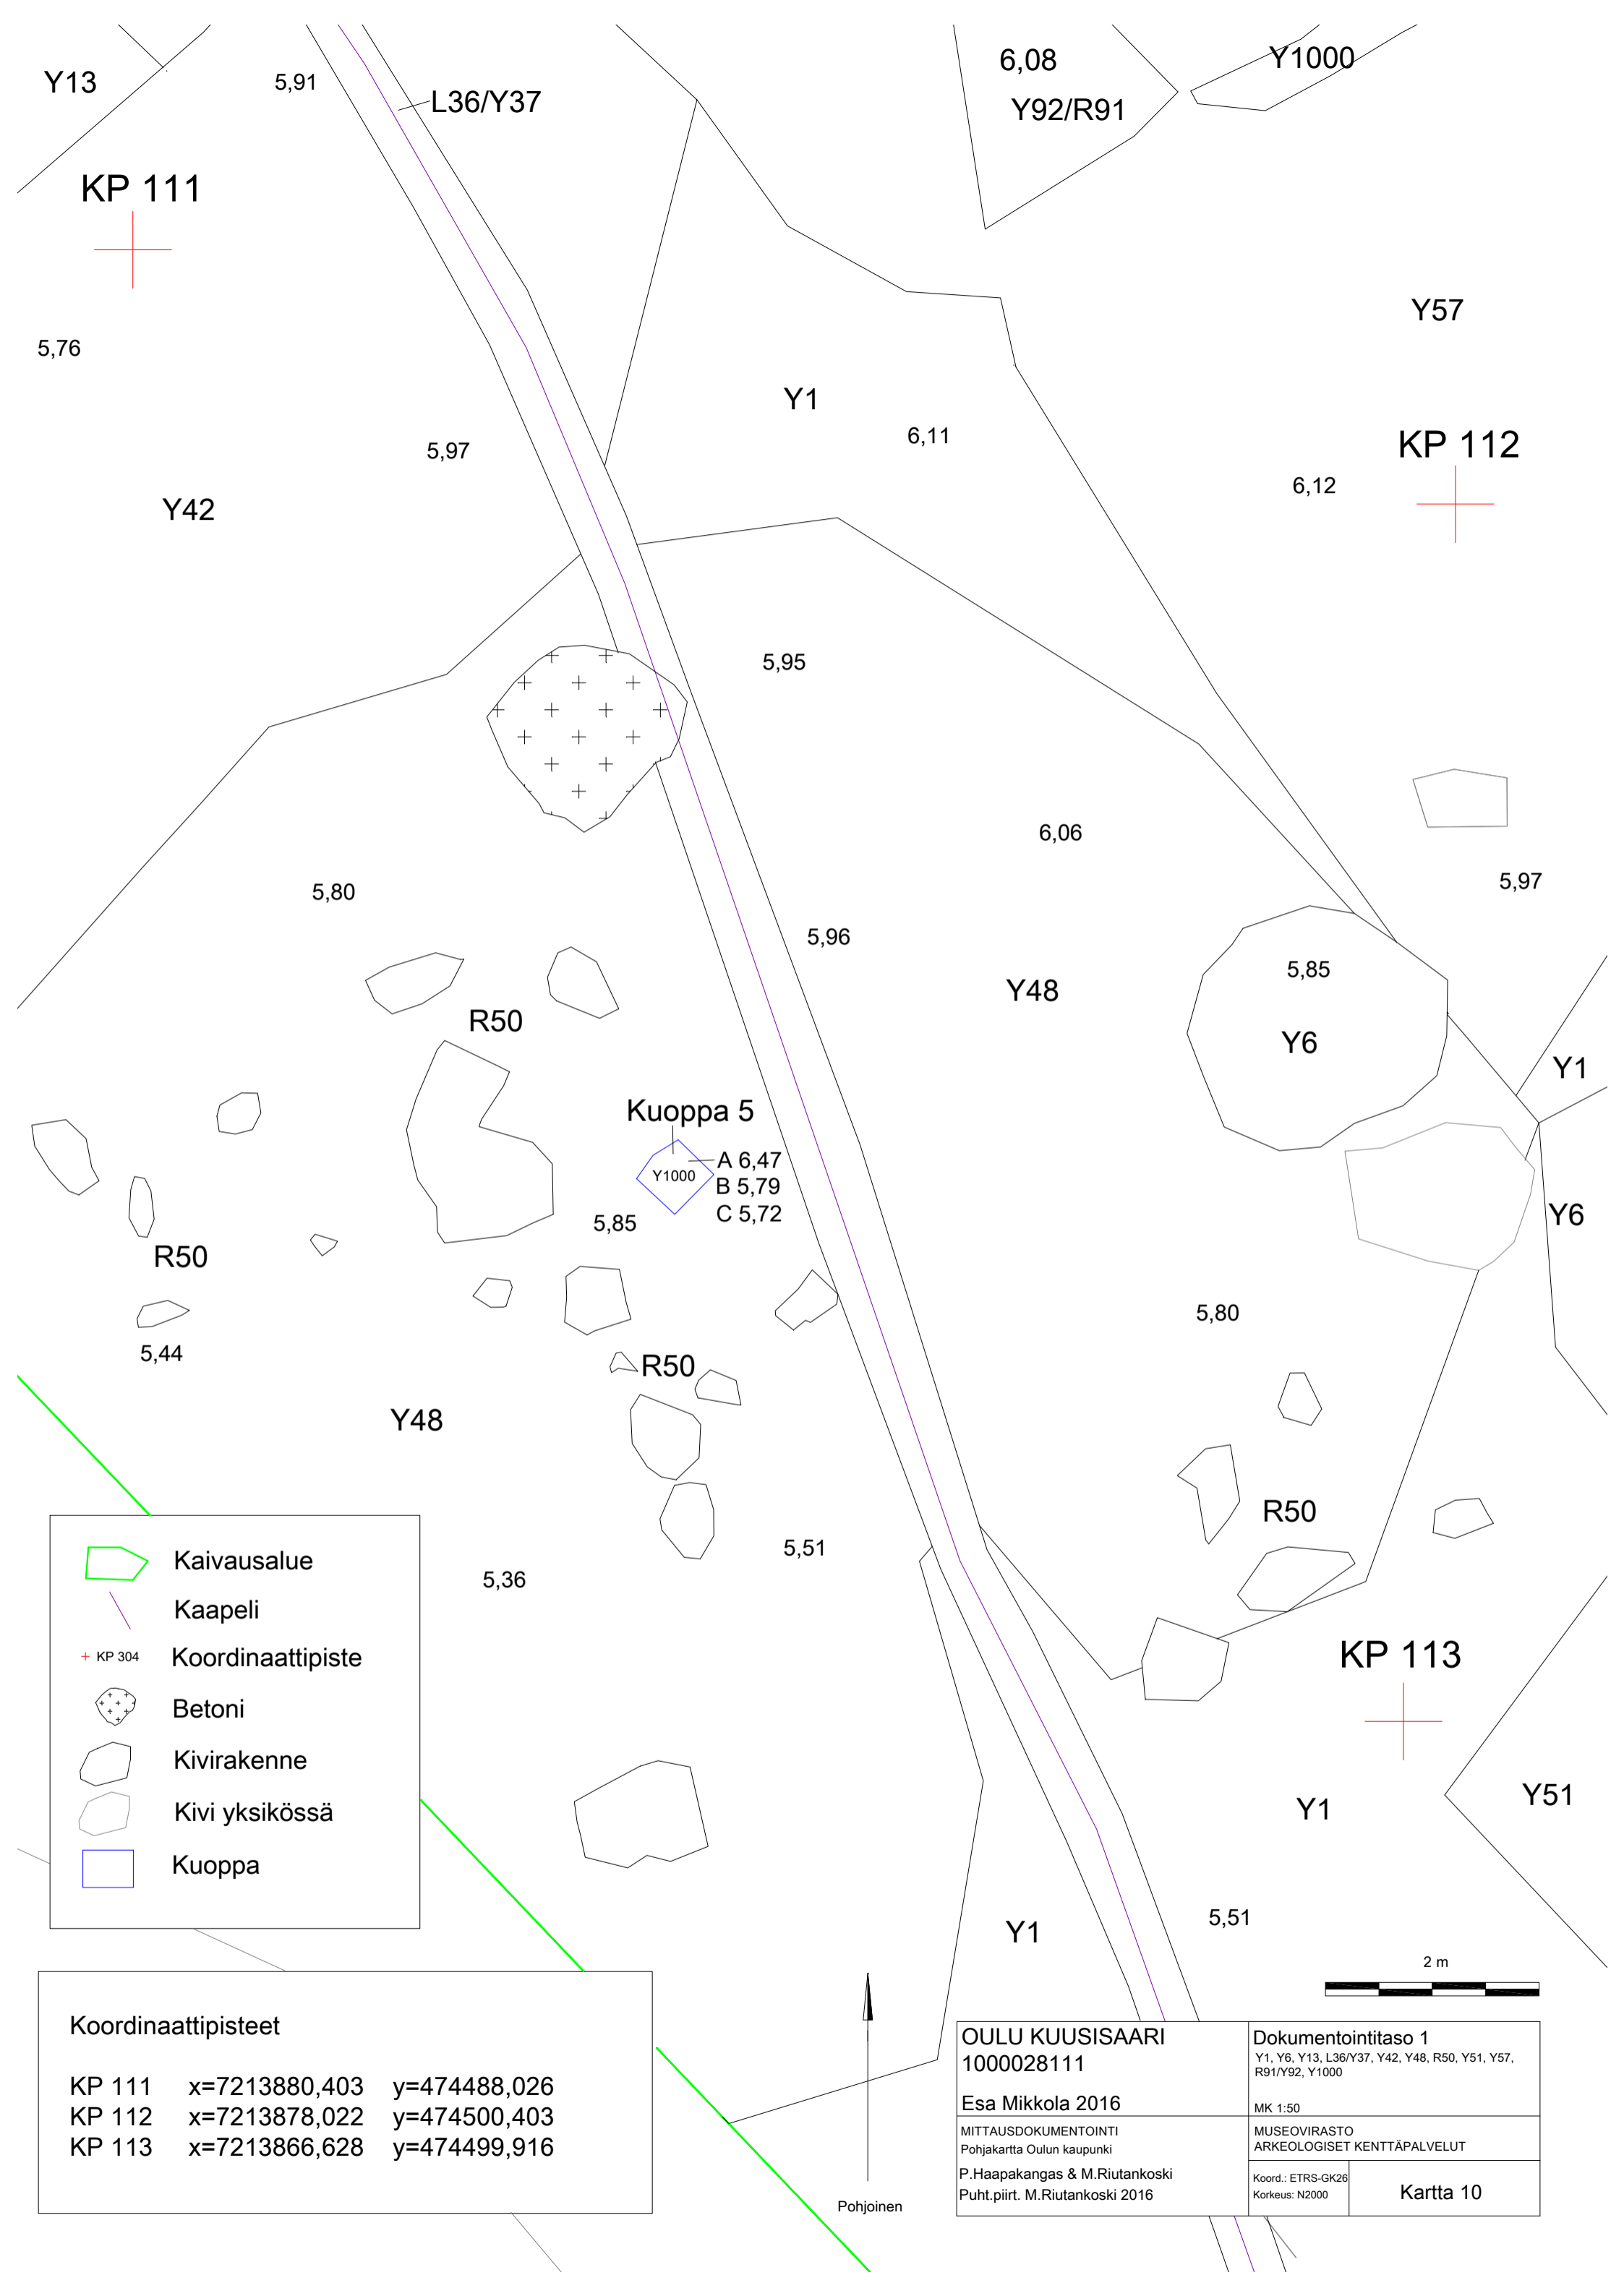 Y13
5,91
L36/Y37
6,08
Y92/R91
Y1000
KP 111
5,76
Y57
Y1
6,11
KP 112
6,12
5,97
Y42
5,95
6,06
5,97
5,80
5,96
5,85
Y48
Y6
R50
Y1
Kuoppa 5
Y1000
A 6,47
B 5,79
C 5,72
5,85
Y6
R50
5,80
5,44
R50
Y48
R50
5,51
5,36
KP 113
Y1
Y51
Y1
5,51
Kaivausalue
Kaapeli
KP 304 Koordinaattipiste
Betoni
Kivirakenne
Kivi yksikössä
Kuoppa
2 m
Koordinaattipisteet
KP 111 x=7213880,403 y=474488,026
KP 112 x=7213878,022 y=474500,403
KP 113 x=7213866,628 y=474499,916
Pohjoinen
OULU KUUSISAARI
1000028111
Esa Mikkola 2016
Dokumentointitaso 1
Y1, Y6, Y13, L36/Y37, Y42, Y48, R50, Y51, Y57,
R91/Y92, Y1000
MK 1:50
MITTAUSDOKUMENTOINTI
Pohjakartta Oulun kaupunki
P.Haapakangas & M.Riutankoski
Puht.piirt. M.Riutankoski 2016
MUSEOVIRASTO
ARKEOLOGISET KENTTÄPALVELUT
Koord.: ETRS-GK26
Korkeus: N2000
Kartta 10